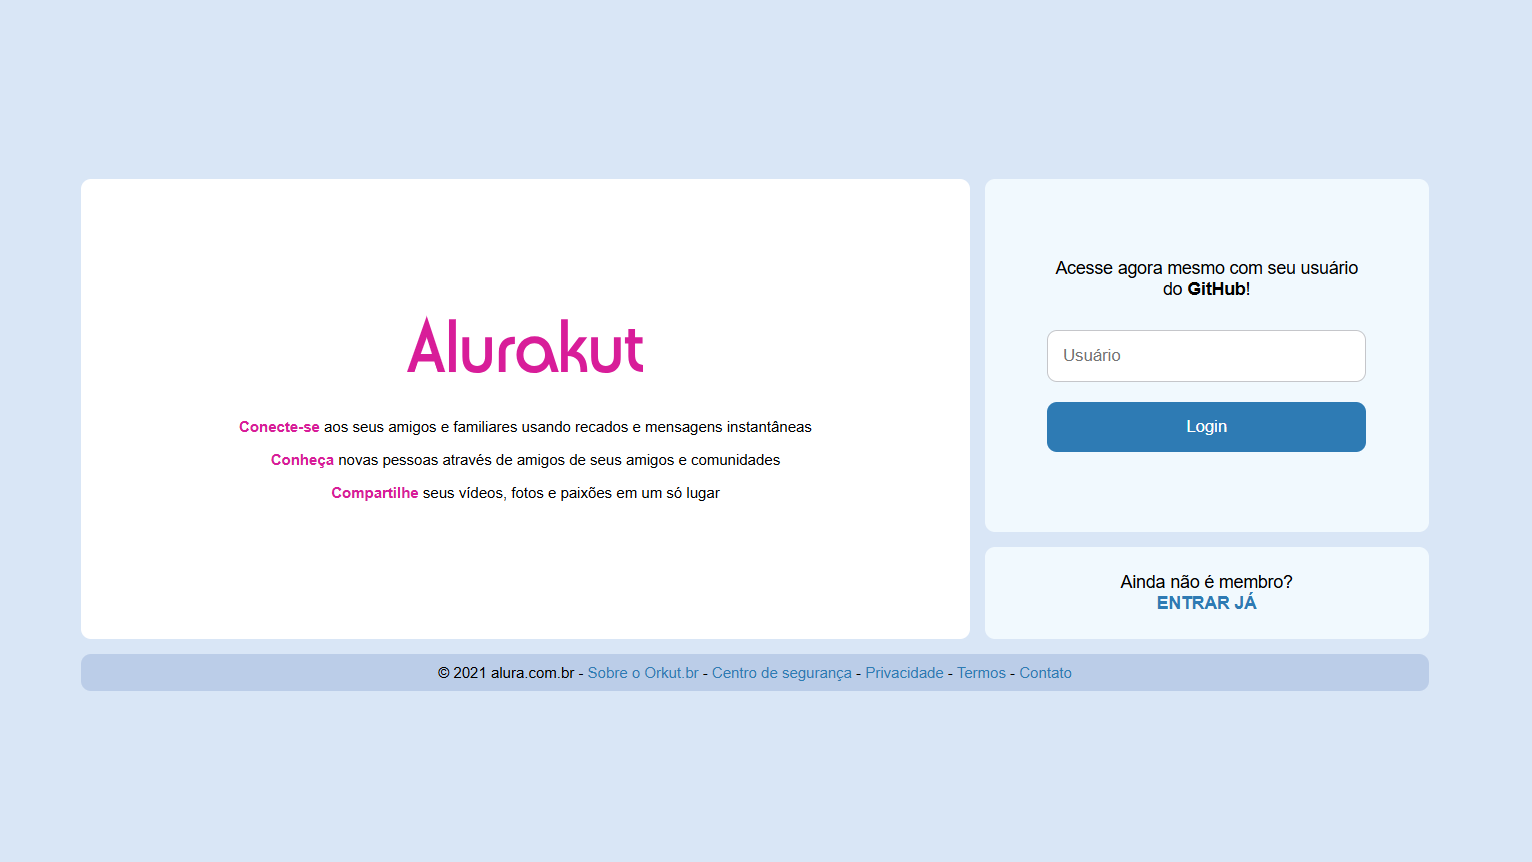 Alurakut
Conecte-se aos seus amigos e familiares usando recados e mensagens instantâneas
Conheça novas pessoas através de amigos de seus amigos e comunidades
Compartilhe seus vídeos, fotos e paixões em um só lugar
Acesse agora mesmo com seu usuário
do GitHub!
Usuário
Login
Ainda não é membro?
ENTRAR JÁ
© 2021 alura.com.br - Sobre o Orkut.br - Centro de segurança - Privacidade - Termos - Contato